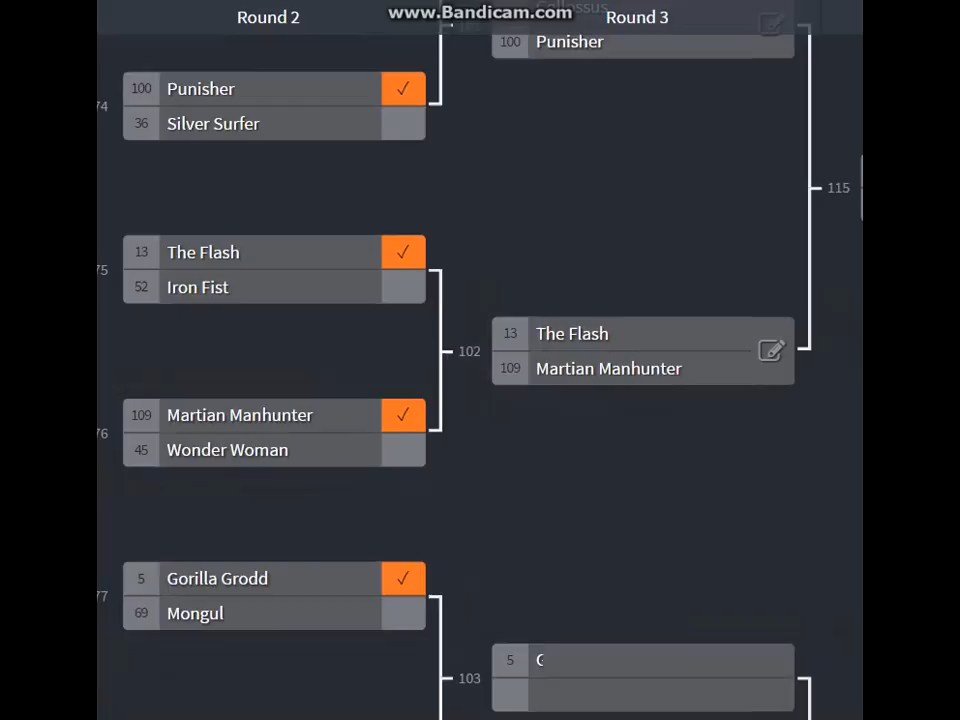 Round 2
www.Bandicam.com
Round 3
Colossus
100 Punisher
74
100 Punisher ✓
36 Silver Surfer
115
75
13 The Flash ✓
52 Iron Fist
102
13 The Flash
109 Martian Manhunter
76
109 Martian Manhunter ✓
45 Wonder Woman
77
5 Gorilla Grodd ✓
69 Mongul
103
5 G